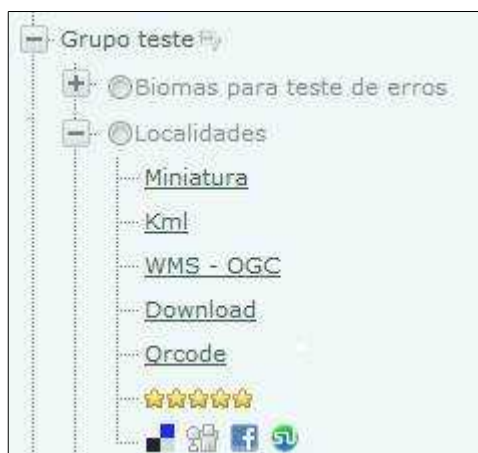 Grupo teste
Biomas para teste de erros
Localidades
Miniatura
Kml
WMS - OGC
Download
Qrcode